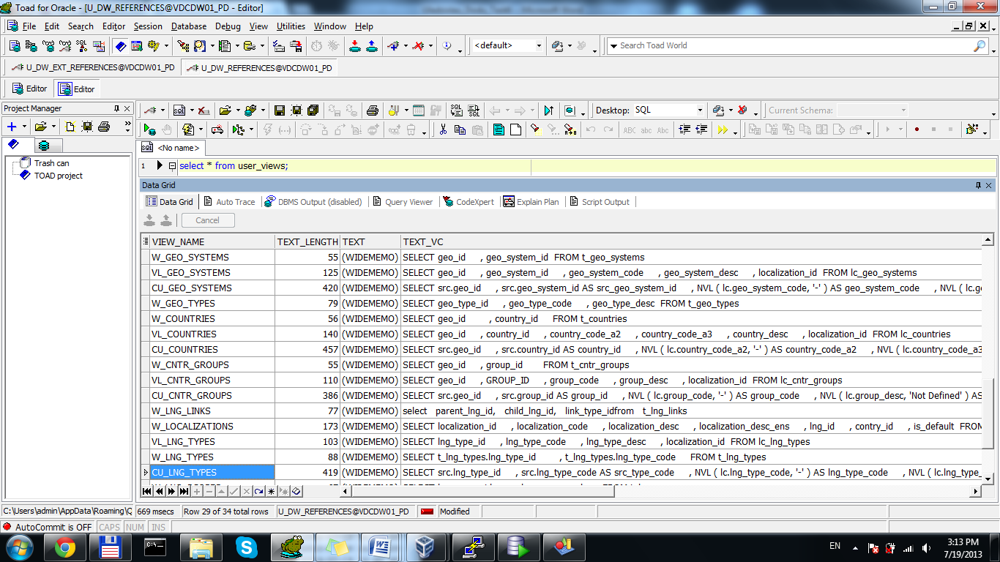 Toad for Oracle - [U_DW_REFERENCES@VDCDW01_PD - Editor]
File Edit Search Editor Session Database Debug View Utilities Window Help
<default> Search Toad World
U_DW_EXT_REFERENCES@VDCDW01_PD U_DW_REFERENCES@VDCDW01_PD
Editor Editor
Project Manager
Desktop: SQL Current Schema:
SQL <No name>
Trash can
TOAD project
1 select * from user_views;
Data Grid
Data Grid Auto Trace DBMS Output (disabled) Query Viewer CodeXpert Explain Plan Script Output
Cancel
VIEW_NAME TEXT_LENGTH TEXT TEXT_VC
W_GEO_SYSTEMS 55 (WIDEMEMO) SELECT geo_id , geo_system_id FROM t_geo_systems
VL_GEO_SYSTEMS 125 (WIDEMEMO) SELECT geo_id , geo_system_id , geo_system_code , geo_system_desc , localization_id FROM lc_geo_systems
CU_GEO_SYSTEMS 420 (WIDEMEMO) SELECT src.geo_id , src.geo_system_id AS src_geo_system_id , NVL ( lc.geo_system_code, '-' ) AS geo_system_code , NVL ( lc.ge
W_GEO_TYPES 79 (WIDEMEMO) SELECT geo_type_id , geo_type_code , geo_type_desc FROM t_geo_types
W_COUNTRIES 56 (WIDEMEMO) SELECT geo_id , country_id FROM t_countries
VL_COUNTRIES 140 (WIDEMEMO) SELECT geo_id , country_id , country_code_a2 , country_code_a3 , country_desc , localization_id FROM lc_countries
CU_COUNTRIES 457 (WIDEMEMO) SELECT src.geo_id , src.country_id AS country_id , NVL ( lc.country_code_a2, '-' ) AS country_code_a2 , NVL ( lc.country_code_a3
W_CNTR_GROUPS 55 (WIDEMEMO) SELECT geo_id , group_id FROM t_cntr_groups
VL_CNTR_GROUPS 110 (WIDEMEMO) SELECT geo_id , GROUP_ID , group_code , group_desc , localization_id FROM lc_cntr_groups
CU_CNTR_GROUPS 386 (WIDEMEMO) SELECT src.geo_id , src.group_id AS group_id , NVL ( lc.group_code, '-' ) AS group_code , NVL ( lc.group_desc, 'Not Defined' ) AS
W_LNG_LINKS 77 (WIDEMEMO) select parent_lng_id, child_lng_id, link_type_idfrom t_lng_links
W_LOCALIZATIONS 173 (WIDEMEMO) SELECT localization_id , localization_code , localization_desc , localization_desc_ens , lng_id , contry_id , is_default FROM
VL_LNG_TYPES 103 (WIDEMEMO) SELECT lng_type_id , lng_type_code , lng_type_desc , localization_id FROM lc_lng_types
W_LNG_TYPES 88 (WIDEMEMO) SELECT t_lng_types.lng_type_id , t_lng_types.lng_type_code FROM t_lng_types
CU_LNG_TYPES 419 (WIDEMEMO) SELECT src.lng_type_id , src.lng_type_code AS src_type_code , NVL ( lc.lng_type_code, '-' ) AS lng_type_code , NVL ( lc.lng_type_
C:\Users\admin\AppData\Roaming\Q 669 msecs Row 29 of 34 total rows U_DW_REFERENCES@VDCDW01_PD Modified
AutoCommit is OFF CAPS NUM INS
EN 3:13 PM
7/19/2013